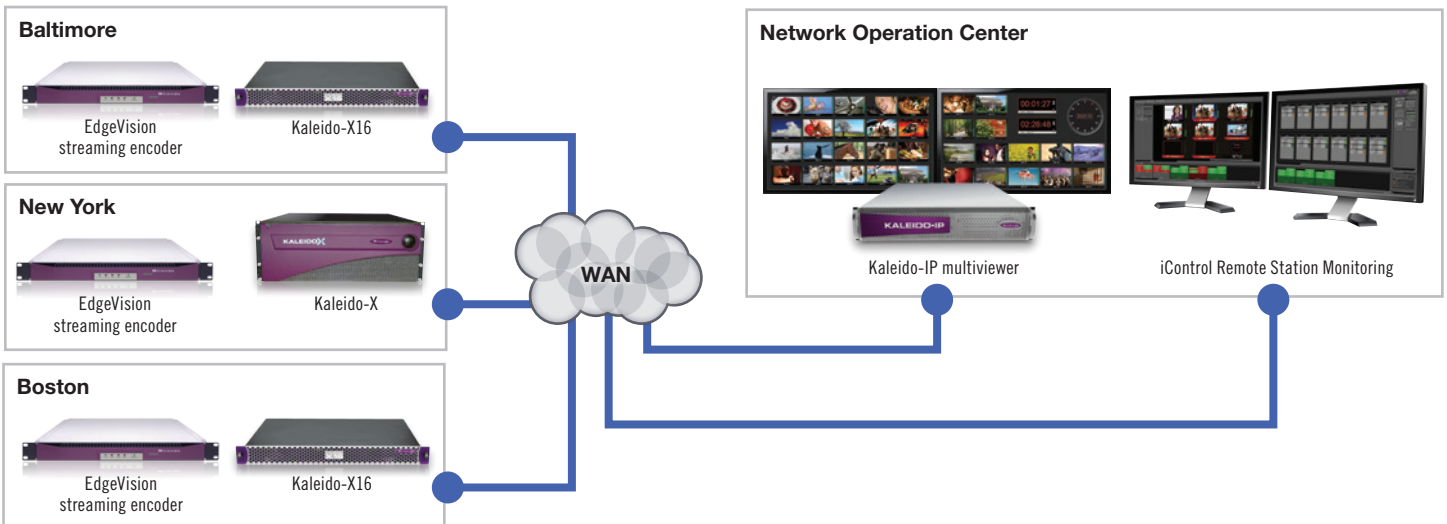 Baltimore
EdgeVision
streaming encoder
Kaleido-X16
New York
KALEIDOX
EdgeVision
streaming encoder
Kaleido-X
Boston
EdgeVision
streaming encoder
Kaleido-X16
WAN
Network Operation Center
00:01:27
02:26:48
KALEIDO-IP
Kaleido-IP multiviewer
iControl Remote Station Monitoring